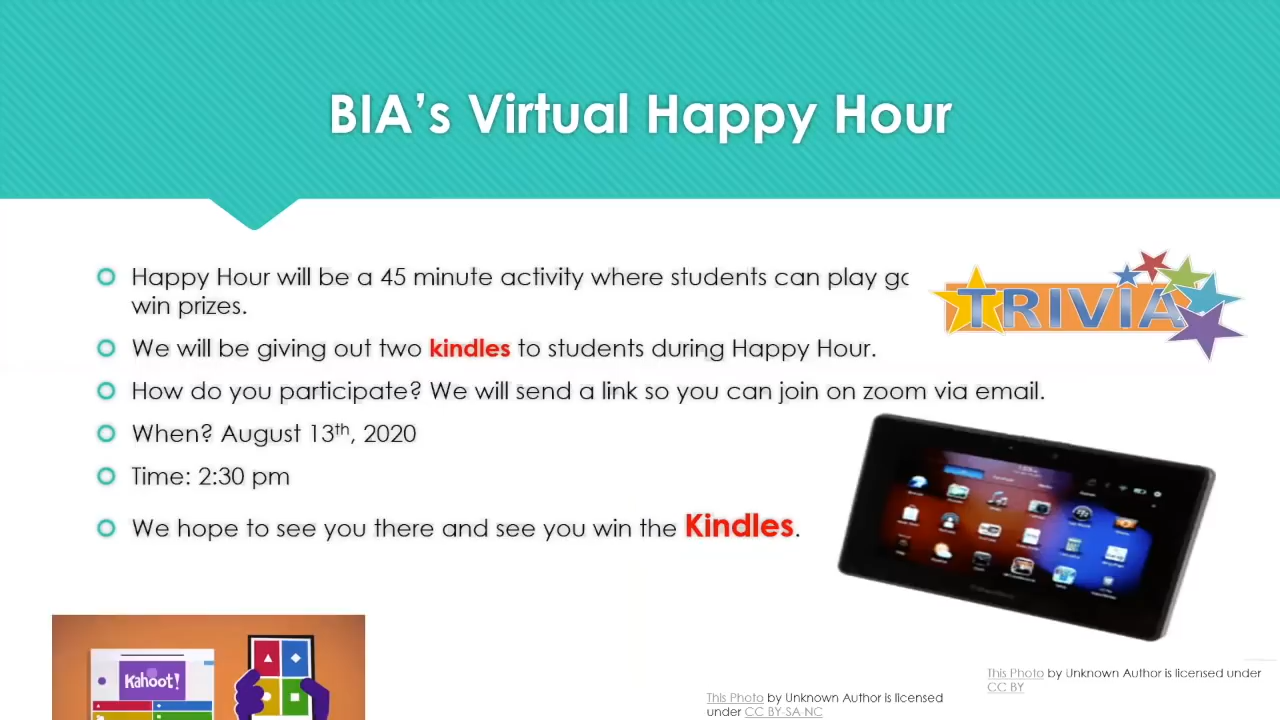 BIA's Virtual Happy Hour
Happy Hour will be a 45 minute activity where students can play
TRIVIA
win prizes.
We will be giving out two kindles to students during Happy Hour.
How do you participate? We will send a link so you can join on zoom via email.
When? August 13th, 2020
Time: 2:30 pm
We hope to see you there and see you win the Kindles.
Kahoot!
This Photo by Unknown Author is licensed under
CC BY
This Photo by Unknown Author is licensed
under CC BY-SA-NC